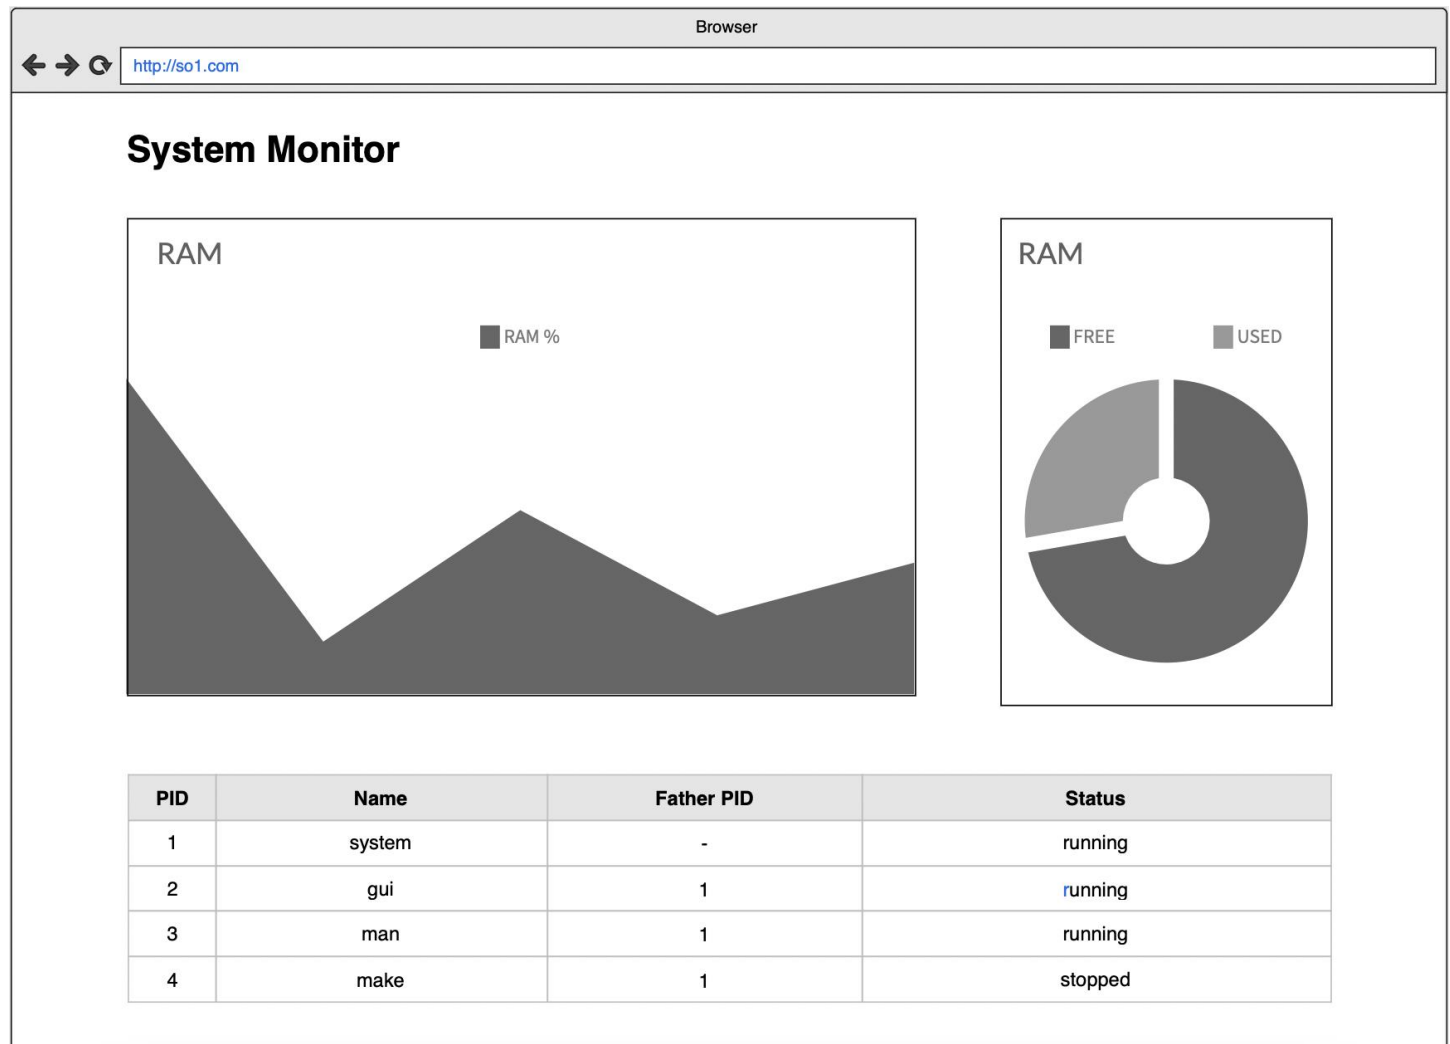 Browser
http://so1.com
System Monitor
RAM
RAM %
RAM
FREE USED
PID Name Father PID Status
1 system - running
2 gui 1 running
3 man 1 running
4 make 1 stopped